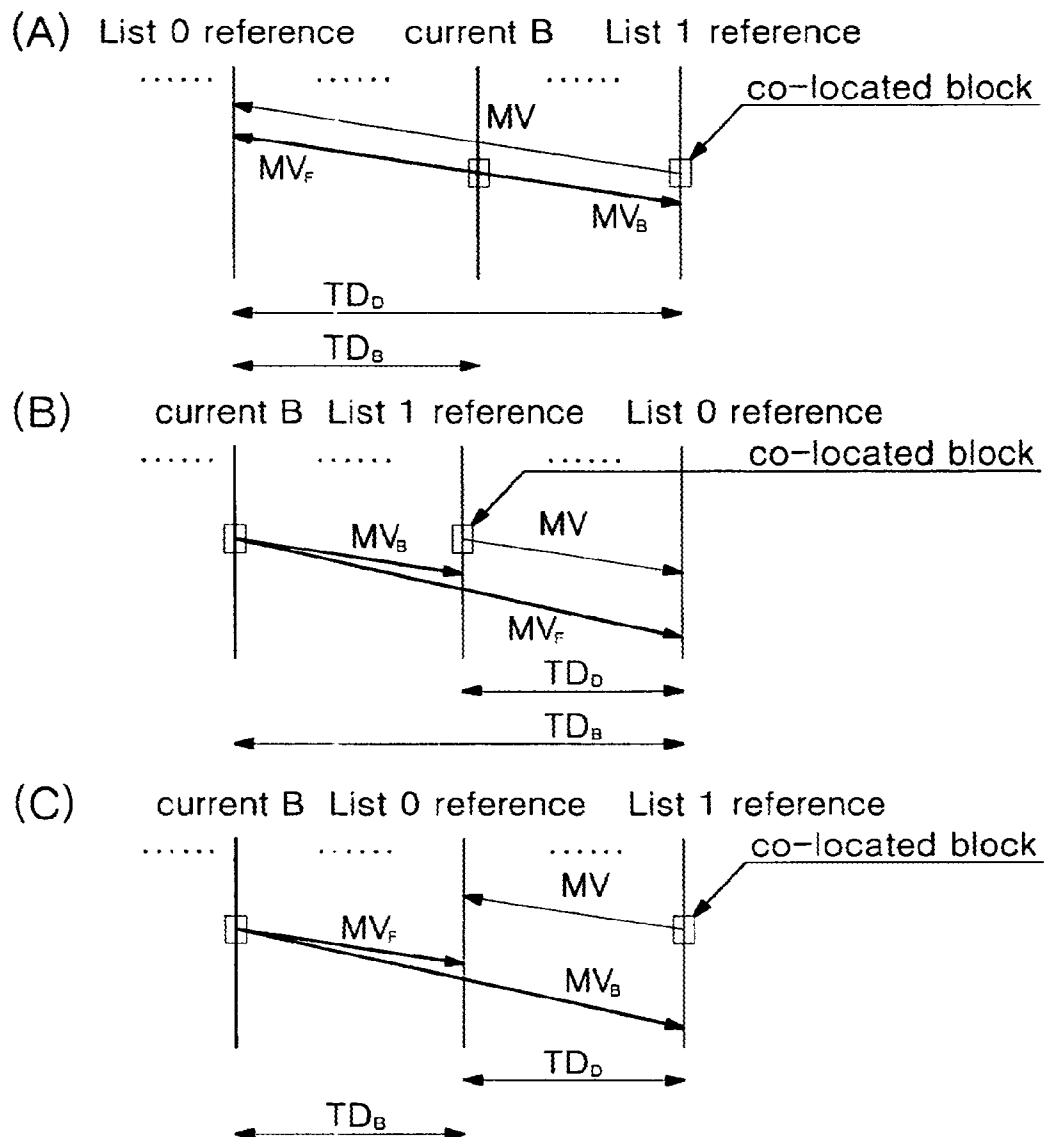 (A) List 0 reference current B List 1 reference
...... ...... ......
co-located block
MV
MV_F
MV_B
TD_D
TD_B
(B) current B List 1 reference List 0 reference
...... ...... ......
co-located block
MV_B
MV
MV_F
TD_D
TD_B
(C) current B List 0 reference List 1 reference
...... ...... ......
co-located block
MV
MV_F
MV_B
TD_D
TD_B